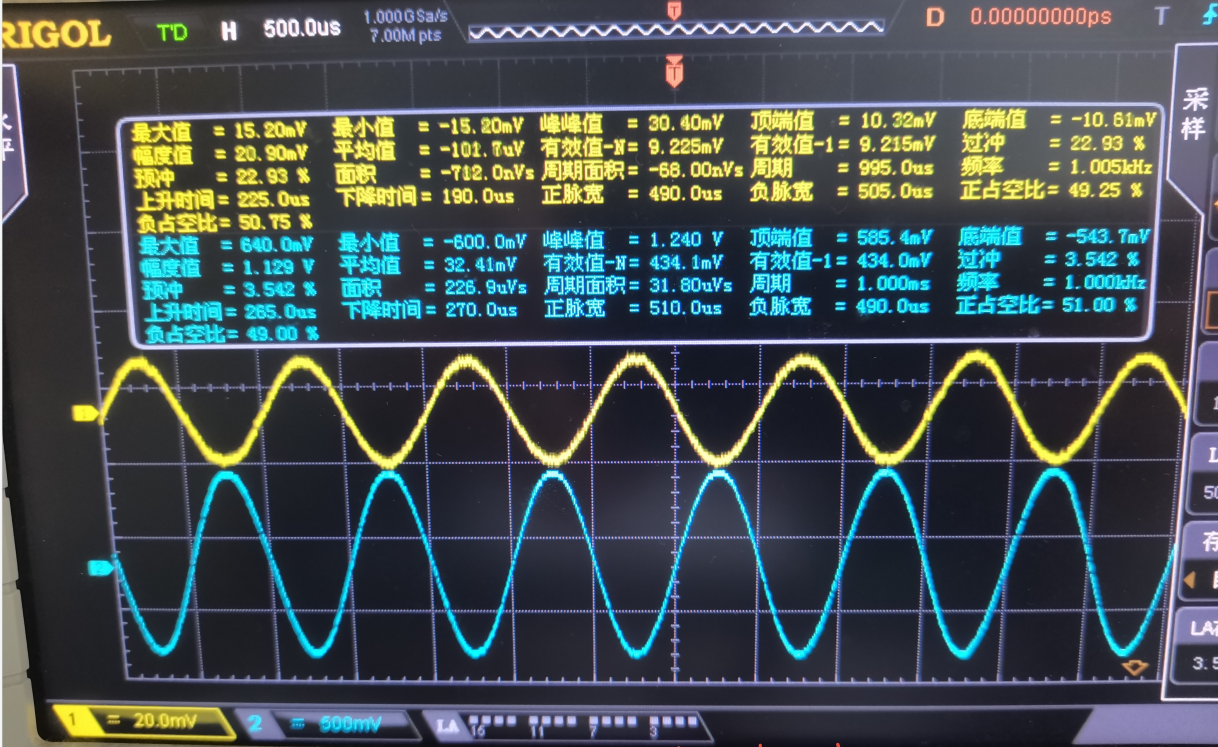 RIGOL T'D H 500.0us 1.000GSa/s 7.00M pts T D 0.00000000ps T
T
采样
最大值 = 15.20mV 最小值 = -15.20mV 峰峰值 = 30.40mV 顶端值 = 10.32mV 底端值 = -10.61mV
幅度值 = 20.90mV 平均值 = -101.7uV 有效值-N= 9.225mV 有效值-1= 9.215mV 过冲 = 22.93 %
预冲 = 22.93 % 面积 = -712.0nVs 周期面积= -68.00nVs 周期 = 995.0us 频率 = 1.005kHz
上升时间= 225.0us 下降时间= 190.0us 正脉宽 = 490.0us 负脉宽 = 505.0us 正占空比= 49.25 %
负占空比= 50.75 %
最大值 = 640.0mV 最小值 = -600.0mV 峰峰值 = 1.240 V 顶端值 = 585.4mV 底端值 = -543.7mV
幅度值 = 1.129 V 平均值 = 32.41mV 有效值-N= 434.1mV 有效值-1= 434.0mV 过冲 = 3.542 %
预冲 = 3.542 % 面积 = 226.9uVs 周期面积= 31.80uVs 周期 = 1.000ms 频率 = 1.000kHz
上升时间= 265.0us 下降时间= 270.0us 正脉宽 = 510.0us 负脉宽 = 490.0us 正占空比= 51.00 %
负占空比= 49.00 %
1 = 20.0mV 2 = 500mV LA 16 11 7 3